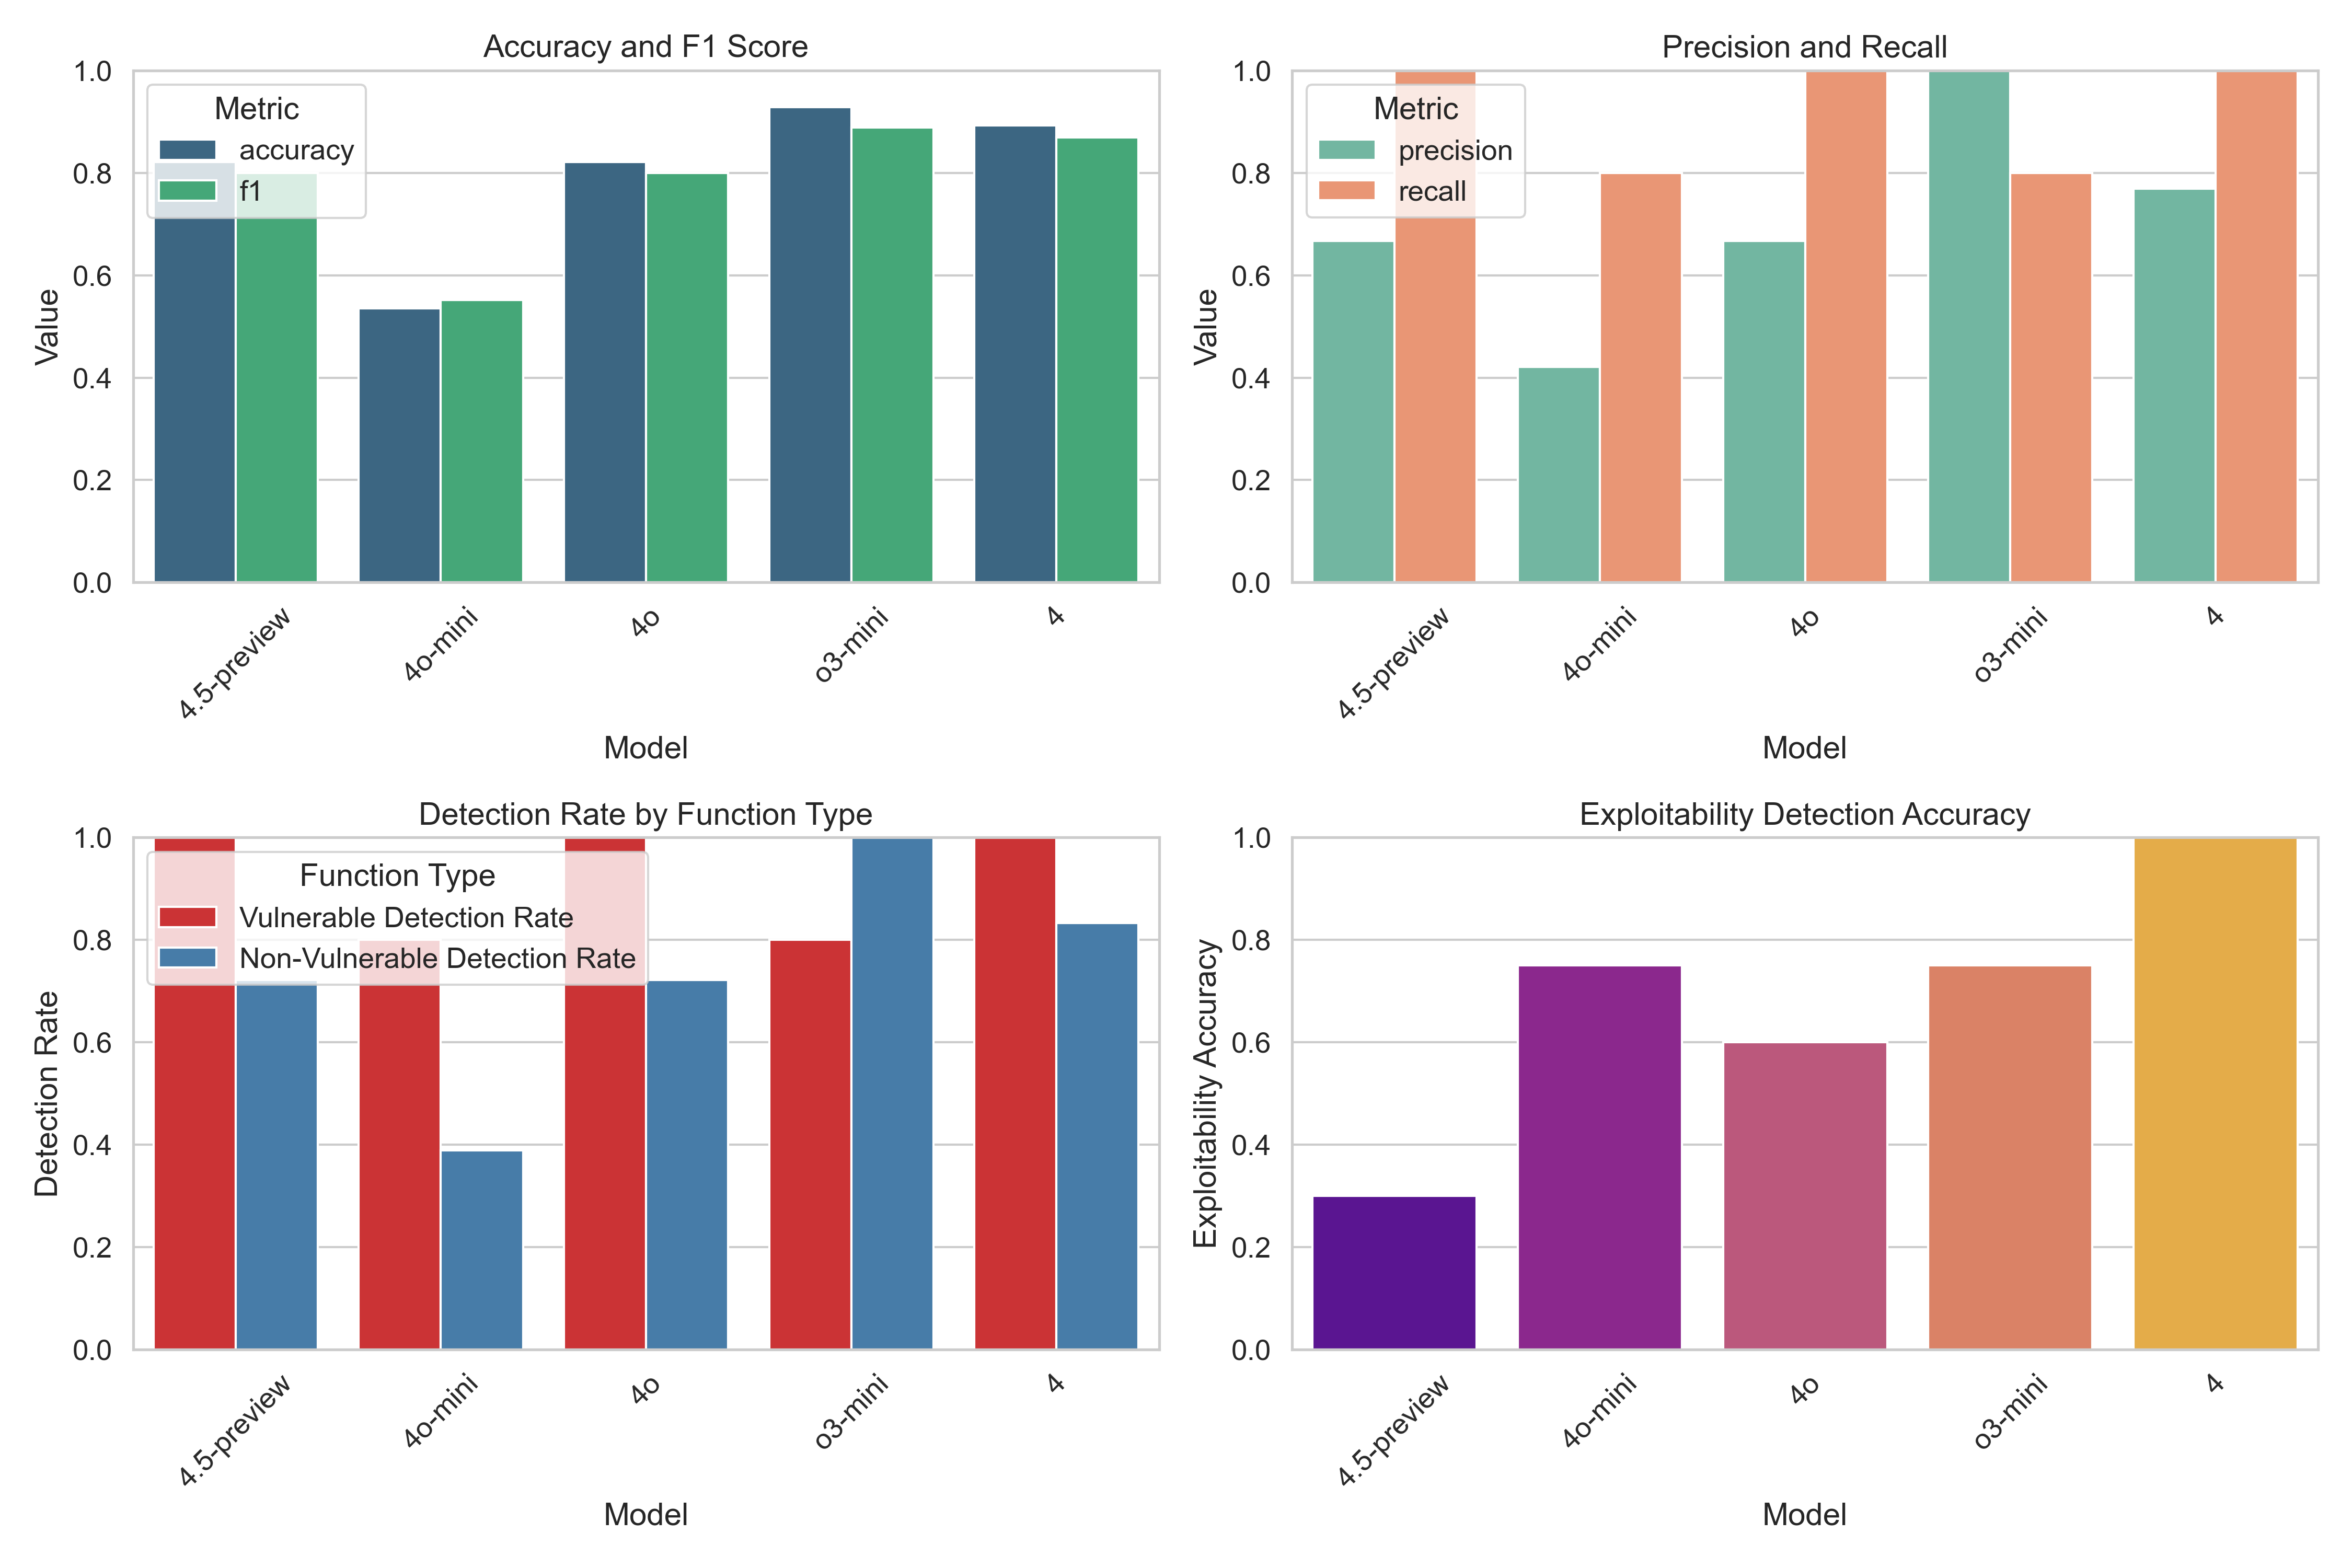 Accuracy and F1 Score
1.0
0.8
0.6
0.4
0.2
0.0
Value
Metric
accuracy
f1
4.5-preview
4o-mini
4o
o3-mini
4
Model
Precision and Recall
1.0
0.8
0.6
0.4
0.2
0.0
Value
Metric
precision
recall
4.5-preview
4o-mini
4o
o3-mini
4
Model
Detection Rate by Function Type
1.0
0.8
0.6
0.4
0.2
0.0
Detection Rate
Function Type
Vulnerable Detection Rate
Non-Vulnerable Detection Rate
4.5-preview
4o-mini
4o
o3-mini
4
Model
Exploitability Detection Accuracy
1.0
0.8
0.6
0.4
0.2
0.0
Exploitability Accuracy
4.5-preview
4o-mini
4o
o3-mini
4
Model